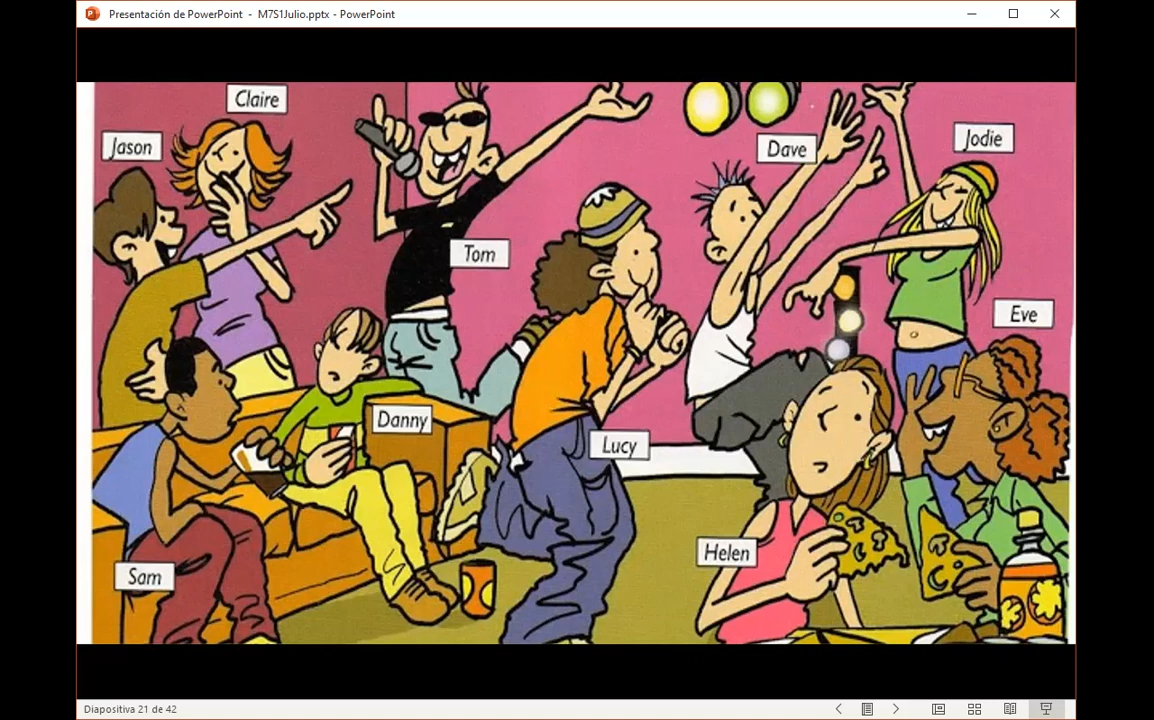 Presentación de PowerPoint - M7S1Julio.pptx - PowerPoint
Claire
Jason
Dave
Jodie
Tom
Eve
Danny
Lucy
Helen
Sam
Diapositiva 21 de 42